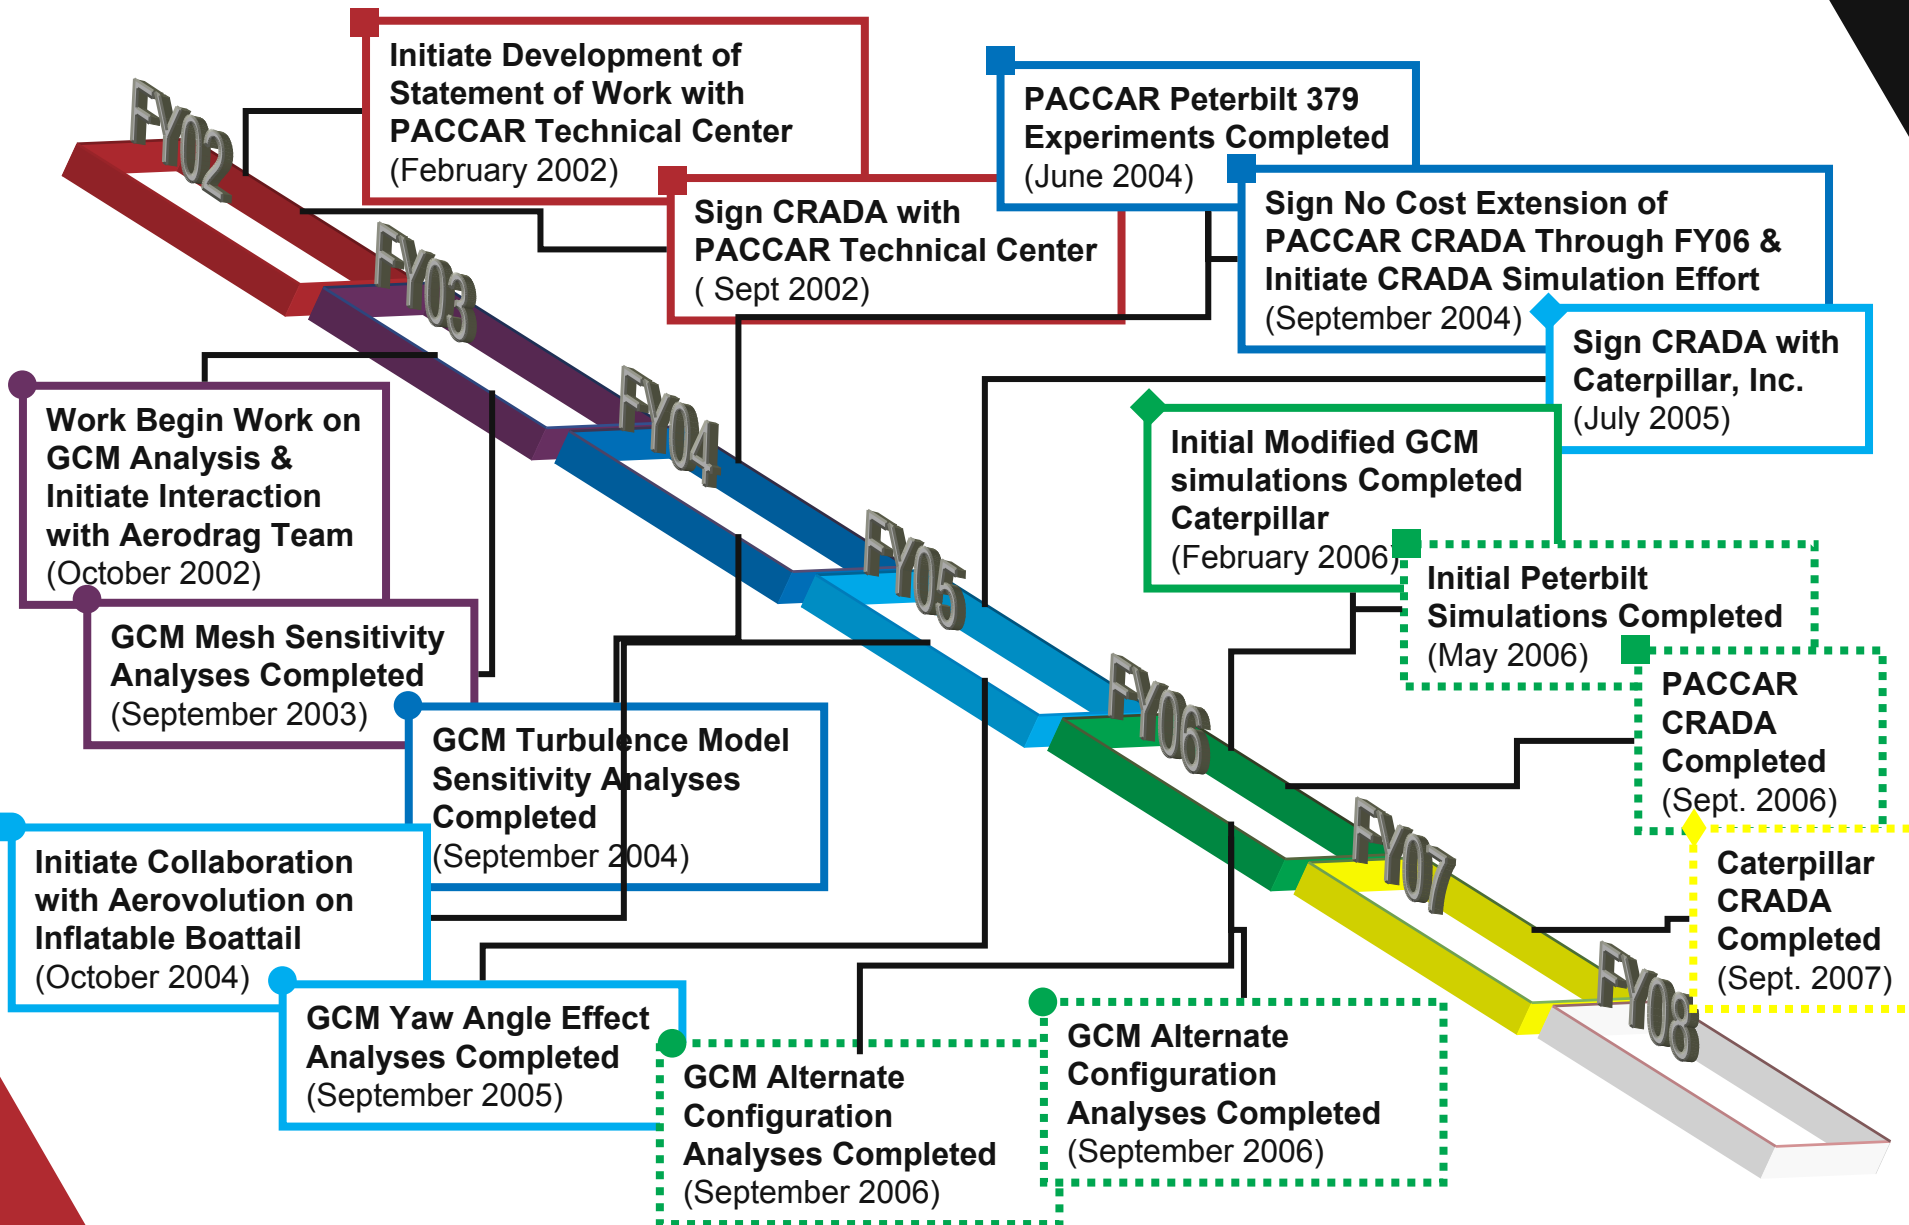 FY02
Initiate Development of
Statement of Work with
PACCAR Technical Center
(February 2002)
Sign CRADA with
PACCAR Technical Center
( Sept 2002)
PACCAR Peterbilt 379
Experiments Completed
(June 2004)
Sign No Cost Extension of
PACCAR CRADA Through FY06 &
Initiate CRADA Simulation Effort
(September 2004)
Sign CRADA with
Caterpillar, Inc.
(July 2005)
FY03
FY04
FY05
FY06
FY07
FY08
Work Begin Work on
GCM Analysis &
Initiate Interaction
with Aerodrag Team
(October 2002)
GCM Mesh Sensitivity
Analyses Completed
(September 2003)
GCM Turbulence Model
Sensitivity Analyses
Completed
(September 2004)
Initiate Collaboration
with Aerovolution on
Inflatable Boattail
(October 2004)
GCM Yaw Angle Effect
Analyses Completed
(September 2005)
GCM Alternate
Configuration
Analyses Completed
(September 2006)
GCM Alternate
Configuration
Analyses Completed
(September 2006)
Initial Modified GCM
simulations Completed
Caterpillar
(February 2006)
Initial Peterbilt
Simulations Completed
(May 2006)
PACCAR
CRADA
Completed
(Sept. 2006)
Caterpillar
CRADA
Completed
(Sept. 2007)